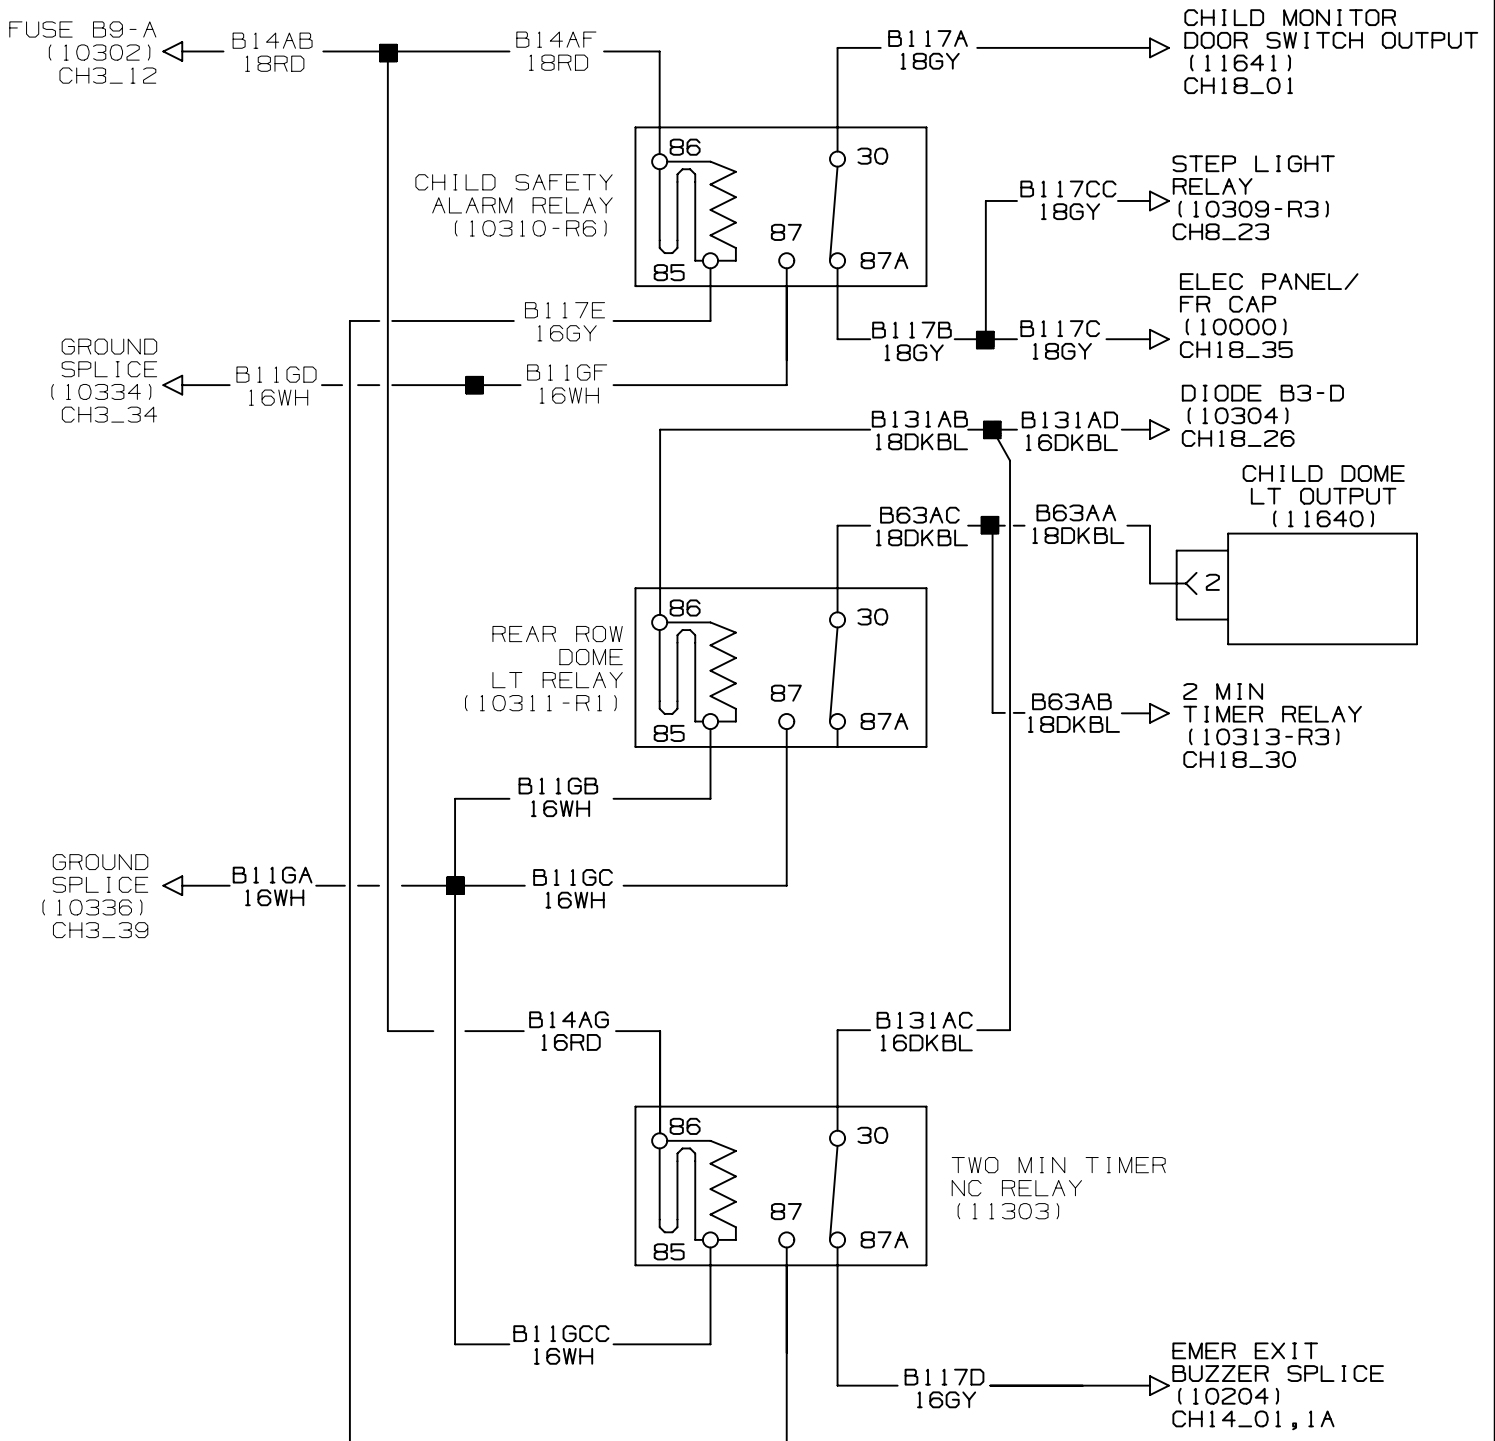 FUSE B9-A
(10302)
CH3_12
B14AB
18RD
B14AF
18RD
B117A
18GY
CHILD MONITOR
DOOR SWITCH OUTPUT
(11641)
CH18_01
CHILD SAFETY
ALARM RELAY
(10310-R6)
86
30
87
85
87A
B117CC
18GY
STEP LIGHT
RELAY
(10309-R3)
CH8_23
B117E
16GY
B117B
18GY
B117C
18GY
ELEC PANEL/
FR CAP
(10000)
CH18_35
GROUND
SPLICE
(10334)
CH3_34
B11GD
16WH
B11GF
16WH
B131AB
18DKBL
B131AD
16DKBL
DIODE B3-D
(10304)
CH18_26
CHILD DOME
LT OUTPUT
(11640)
2
B63AC
18DKBL
B63AA
18DKBL
REAR ROW
DOME
LT RELAY
(10311-R1)
86
30
87
85
87A
B63AB
18DKBL
2 MIN
TIMER RELAY
(10313-R3)
CH18_30
B11GB
16WH
GROUND
SPLICE
(10336)
CH3_39
B11GA
16WH
B11GC
16WH
B14AG
16RD
B131AC
16DKBL
86
30
87
85
87A
TWO MIN TIMER
NC RELAY
(11303)
B11GCC
16WH
B117D
16GY
EMER EXIT
BUZZER SPLICE
(10204)
CH14_01,1A